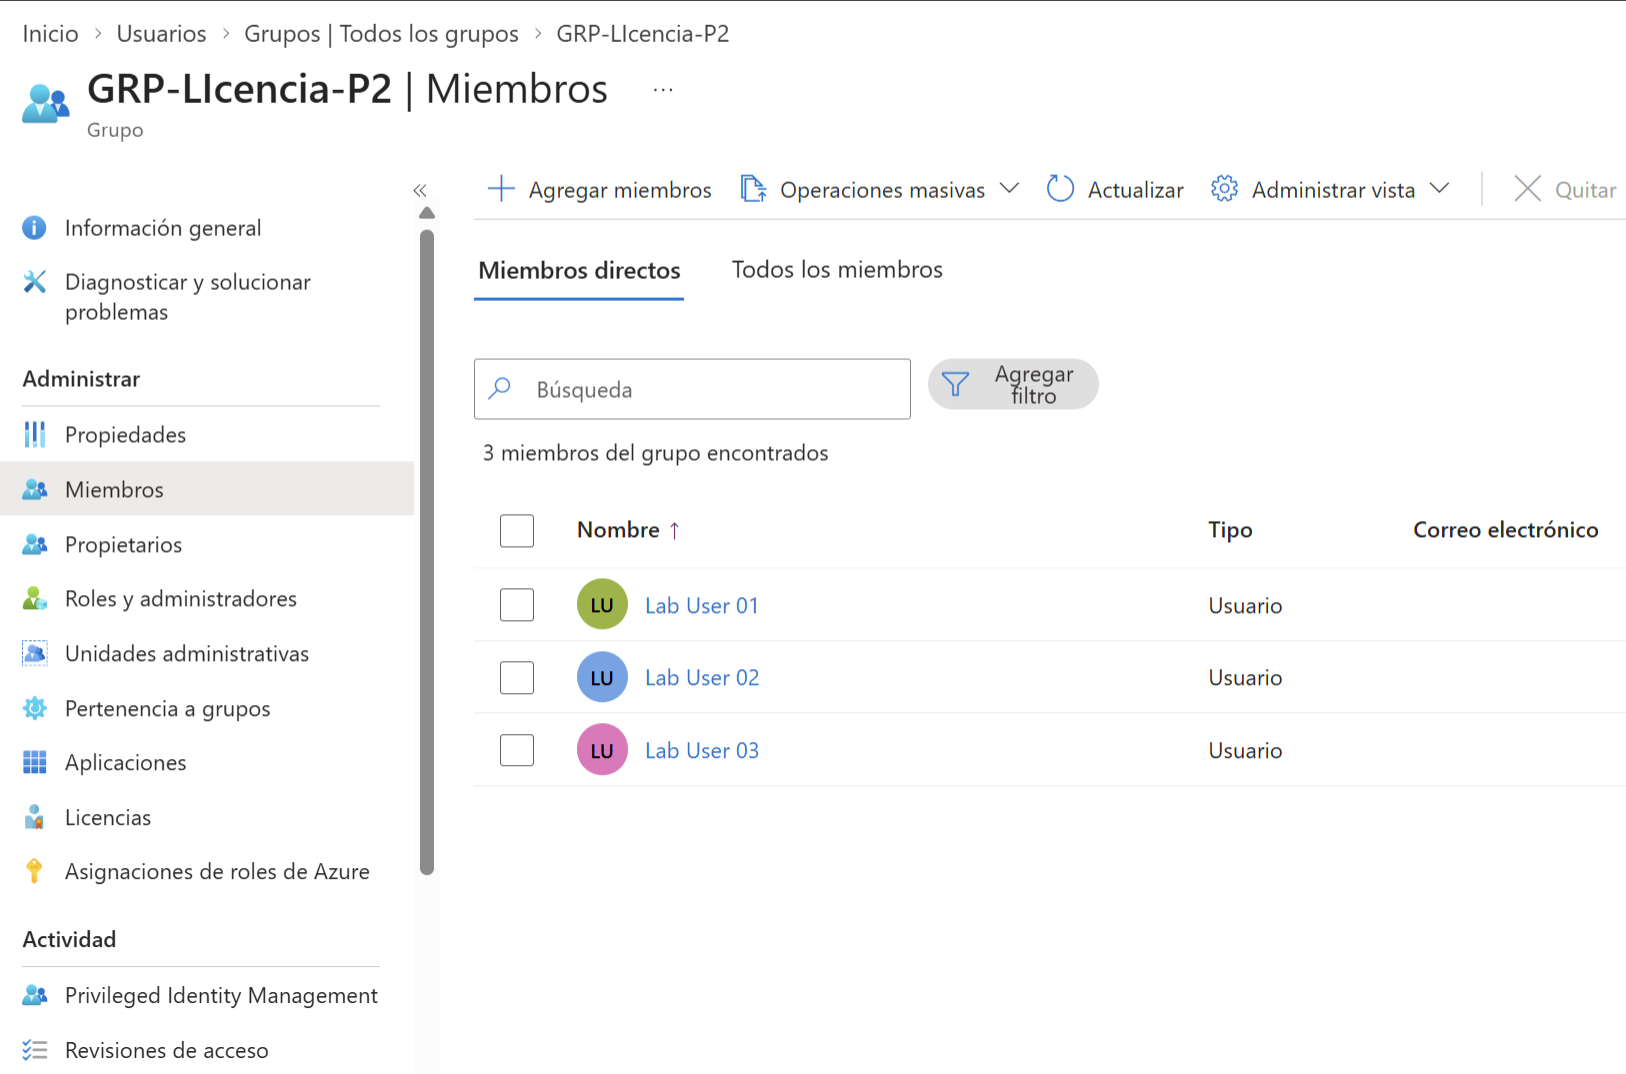 Inicio > Usuarios > Grupos | Todos los grupos > GRP-LIcencia-P2
GRP-LIcencia-P2 | Miembros ...
Grupo
«
Información general
Diagnosticar y solucionar
problemas
Administrar
Propiedades
Miembros
Propietarios
Roles y administradores
Unidades administrativas
Pertenencia a grupos
Aplicaciones
Licencias
Asignaciones de roles de Azure
Actividad
Privileged Identity Management
Revisiones de acceso
Agregar miembros Operaciones masivas Actualizar Administrar vista Quitar
Miembros directos Todos los miembros
Búsqueda
Agregar
filtro
3 miembros del grupo encontrados
Nombre ↑ Tipo Correo electrónico
LU Lab User 01 Usuario
LU Lab User 02 Usuario
LU Lab User 03 Usuario